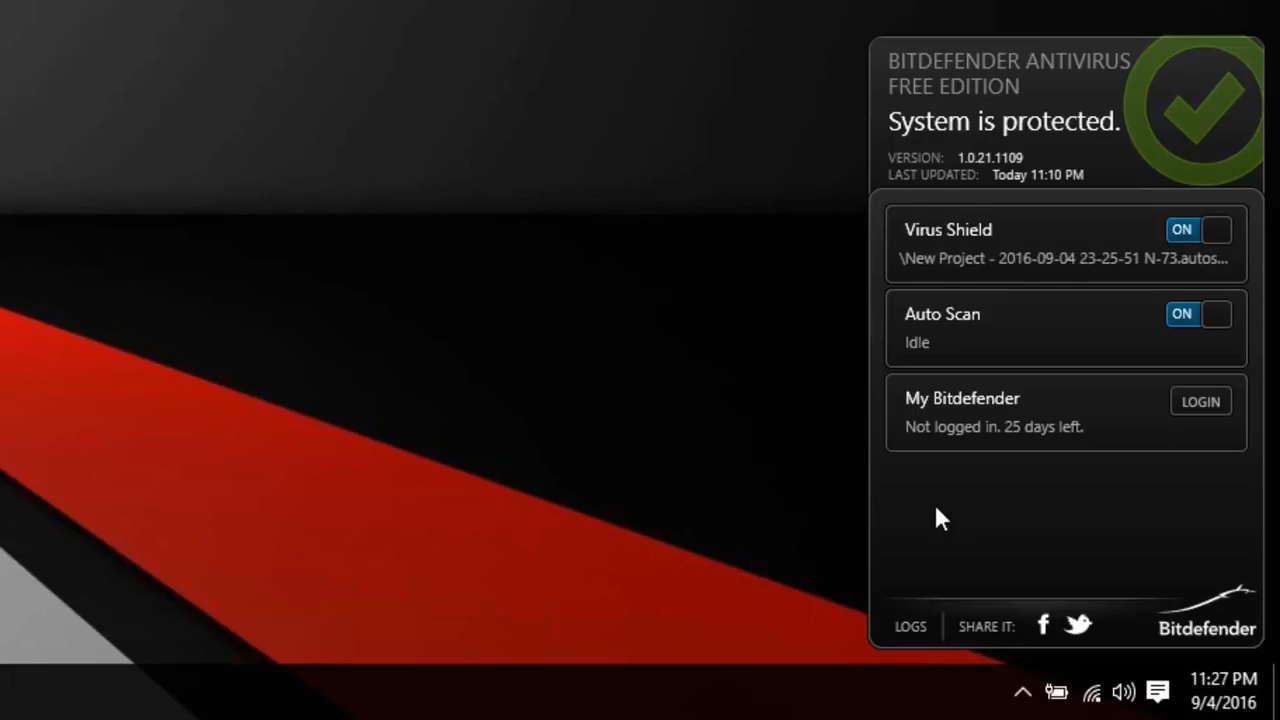 BITDEFENDER ANTIVIRUS
FREE EDITION
System is protected.
VERSION: 1.0.21.1109
LAST UPDATED: Today 11:10 PM
Virus Shield ON
\New Project - 2016-09-04 23-25-51 N-73.autos...
Auto Scan ON
Idle
My Bitdefender LOGIN
Not logged in. 25 days left.
LOGS SHARE IT: f Bitdefender
11:27 PM
9/4/2016